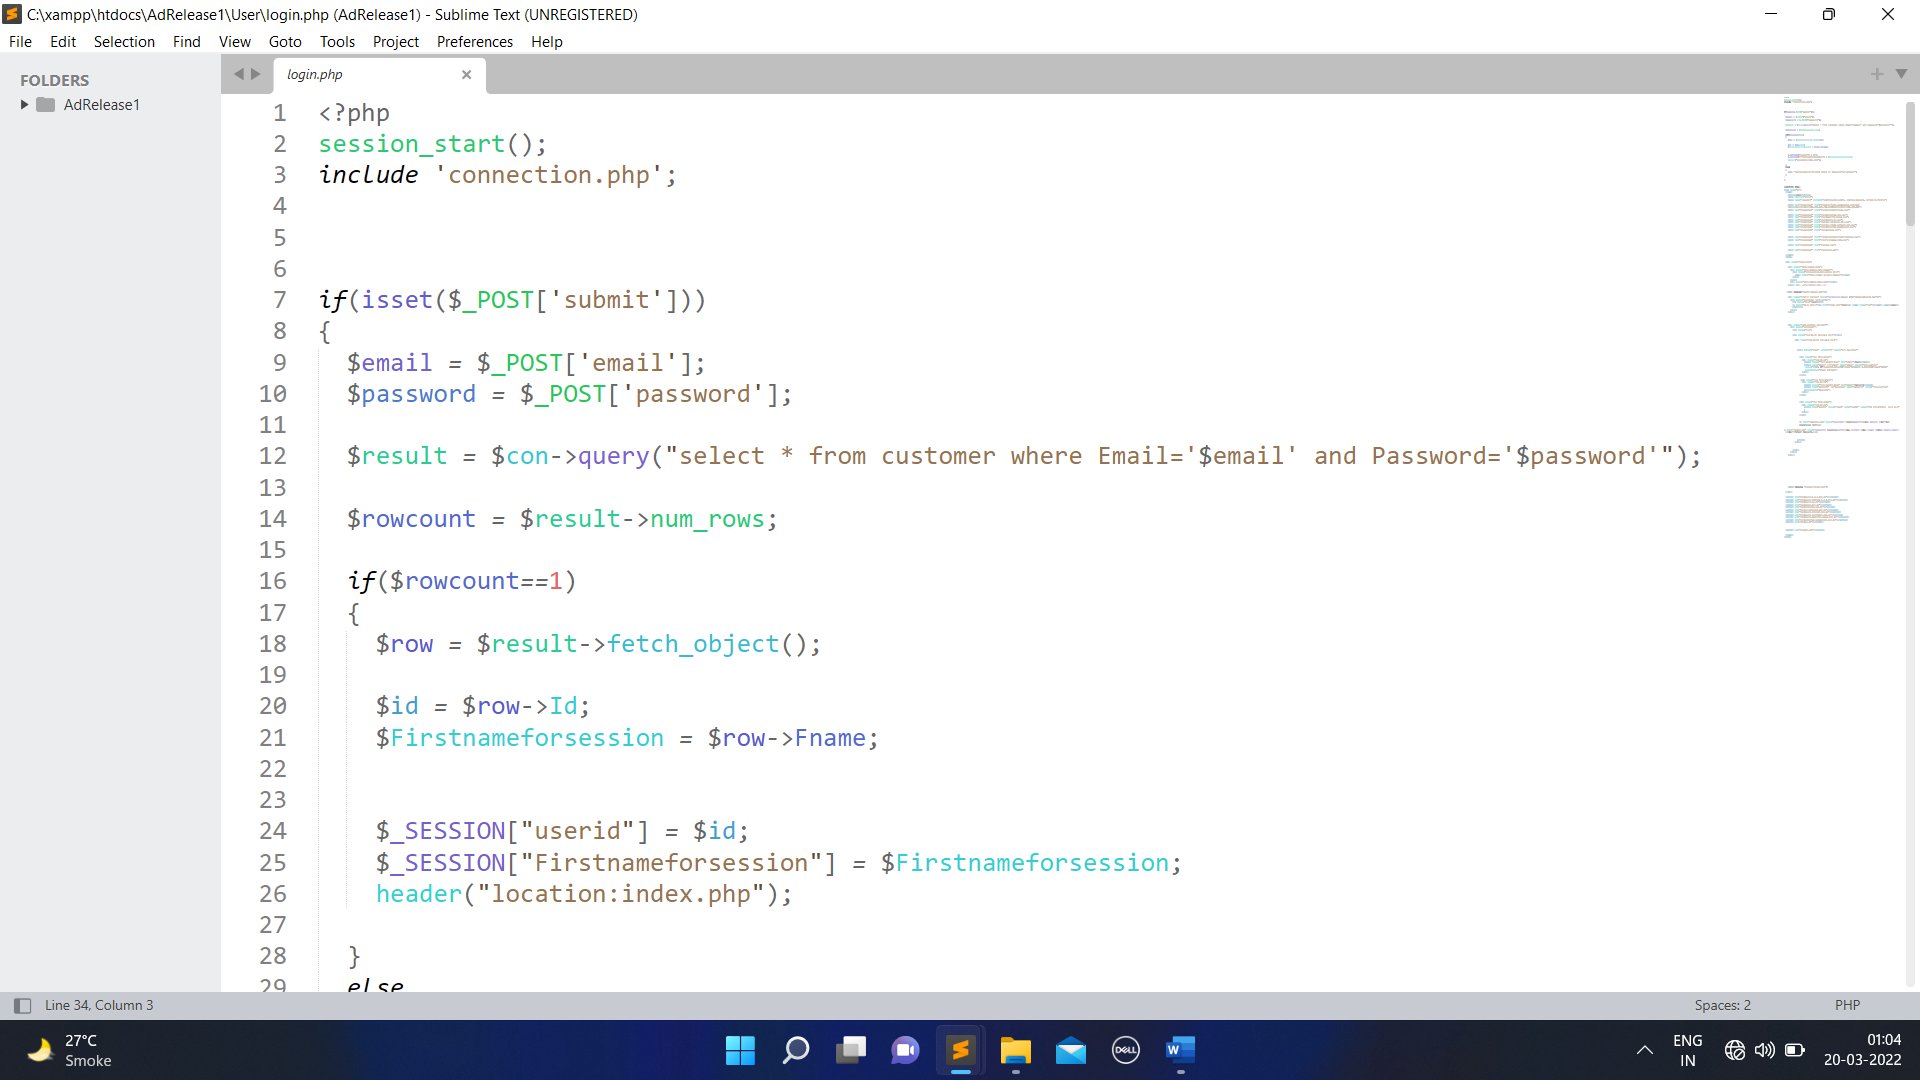 C:\xampp\htdocs\AdRelease1\User\login.php (AdRelease1) - Sublime Text (UNREGISTERED)
File Edit Selection Find View Goto Tools Project Preferences Help
FOLDERS
AdRelease1
login.php
1 <?php
2 session_start();
3 include 'connection.php';
4
5
6
7 if(isset($_POST['submit']))
8 {
9 $email = $_POST['email'];
10 $password = $_POST['password'];
11
12 $result = $con->query("select * from customer where Email='$email' and Password='$password'");
13
14 $rowcount = $result->num_rows;
15
16 if($rowcount==1)
17 {
18 $row = $result->fetch_object();
19
20 $id = $row->Id;
21 $Firstnameforsession = $row->Fname;
22
23
24 $_SESSION["userid"] = $id;
25 $_SESSION["Firstnameforsession"] = $Firstnameforsession;
26 header("location:index.php");
27
28 }
29 else
Line 34, Column 3
Spaces: 2
PHP
27°C
Smoke
DELL
W
ENG
IN
01:04
20-03-2022